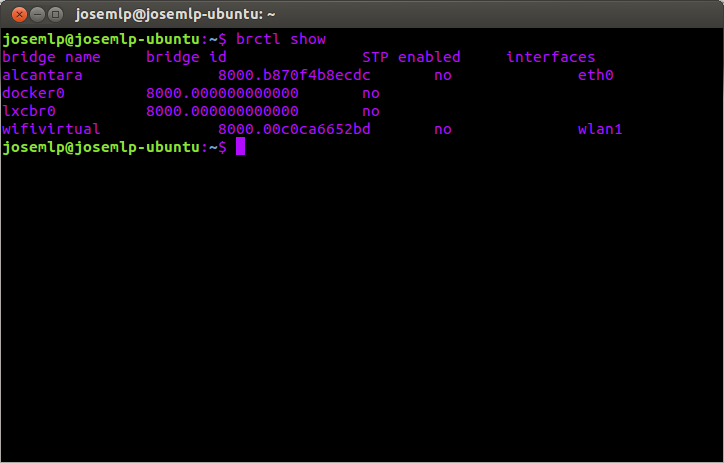 josemlp@josemlp-ubuntu: ~
josemlp@josemlp-ubuntu:~$ brctl show
bridge name     bridge id               STP enabled     interfaces
alcantara               8000.b870f4b8ecdc       no              eth0
docker0         8000.000000000000       no
lxcbr0          8000.000000000000       no
wifivirtual             8000.00c0ca6652bd       no              wlan1
josemlp@josemlp-ubuntu:~$